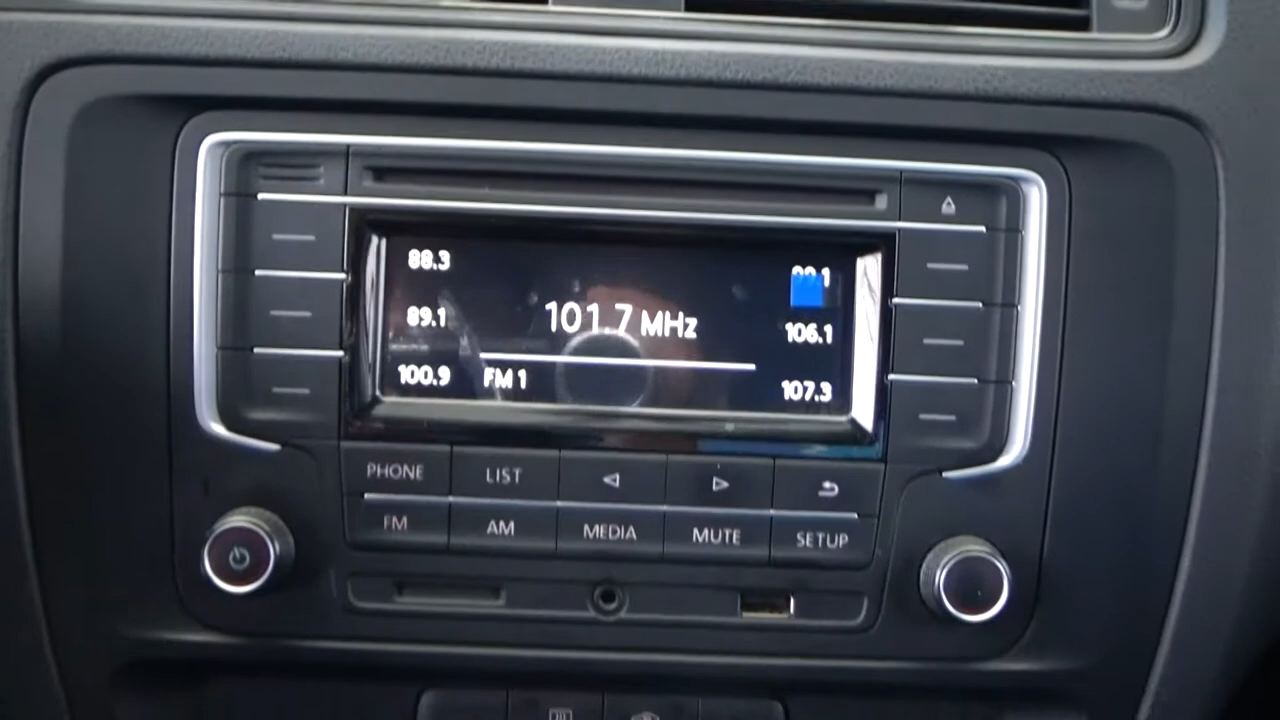 88.3
89.1
100.9
101.7 MHz
FM 1
106.1
107.3
PHONE
LIST
FM
AM
MEDIA
MUTE
SETUP